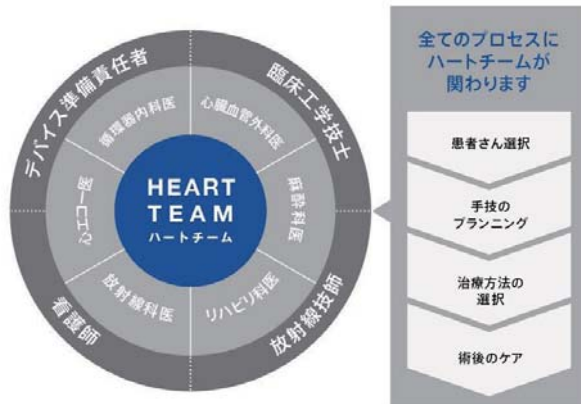 デバイス準備責任者
臨床工学技士
循環器内科医
心臓血管外科医
心エコー医
麻酔科医
HEART
TEAM
ハートチーム
放射線科医
リハビリ科医
看護師
放射線技師
全てのプロセスに
ハートチームが
関わります
患者さん選択
手技の
プランニング
治療方法の
選択
術後のケア